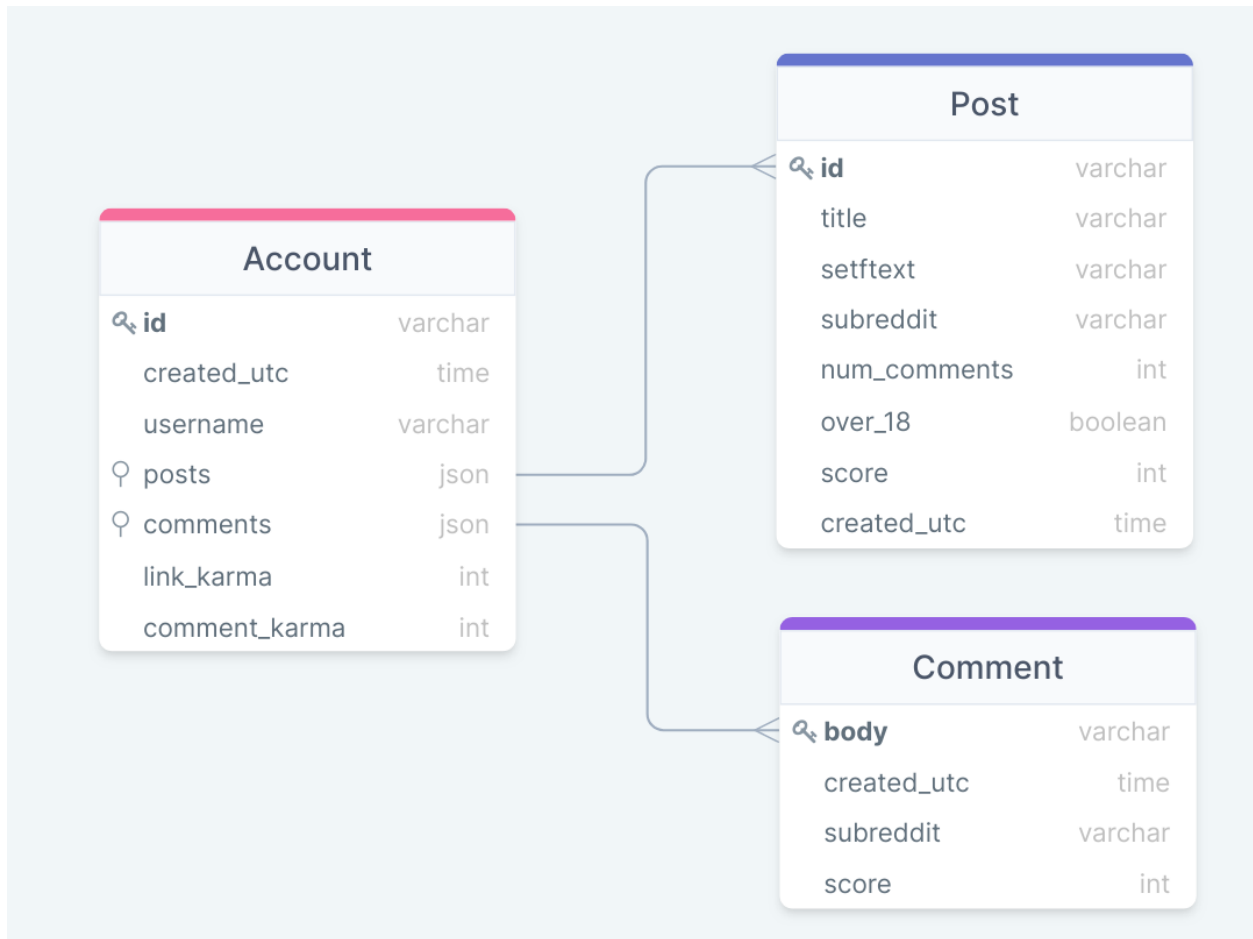 Account
id varchar
created_utc time
username varchar
posts json
comments json
link_karma int
comment_karma int
Post
id varchar
title varchar
setftext varchar
subreddit varchar
num_comments int
over_18 boolean
score int
created_utc time
Comment
body varchar
created_utc time
subreddit varchar
score int